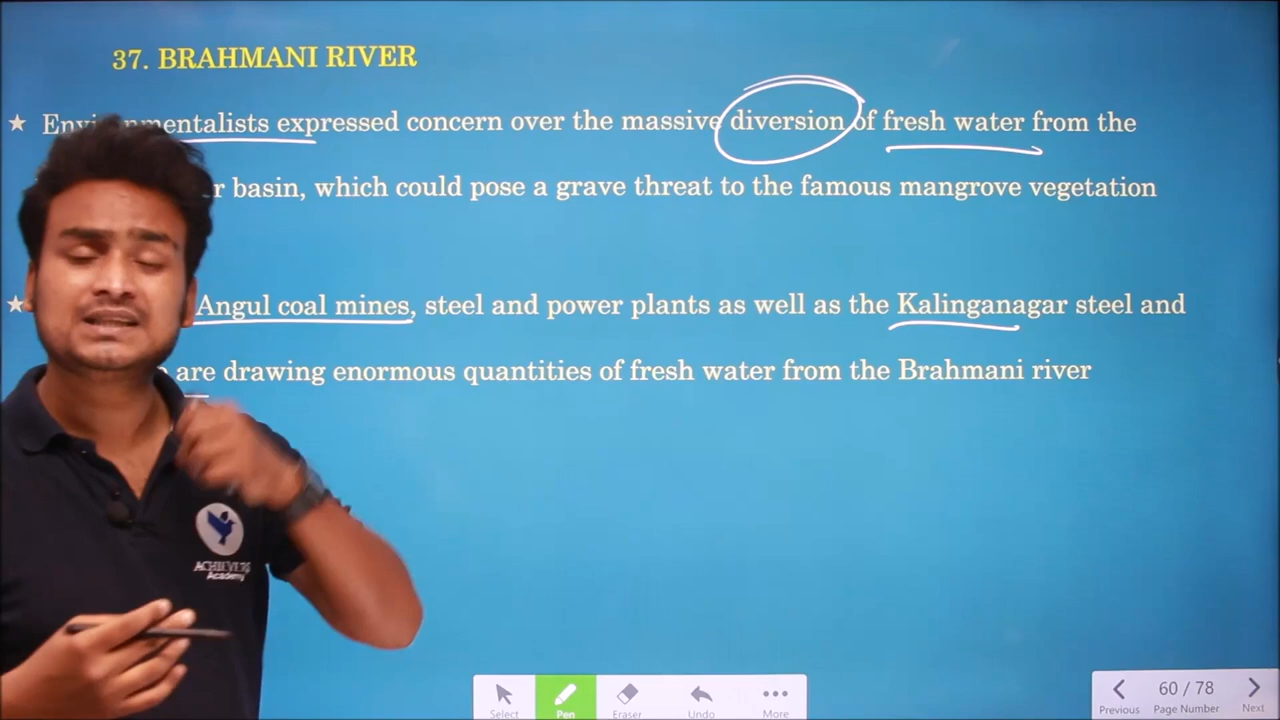 37. BRAHMANI RIVER
★ Environmentalists expressed concern over the massive diversion of fresh water from the
basin, which could pose a grave threat to the famous mangrove vegetation
★ Angul coal mines, steel and power plants as well as the Kalinganagar steel and
are drawing enormous quantities of fresh water from the Brahmani river
ACHIEVERS
Academy
Select Pen Eraser Undo More
60 / 78
Previous Page Number Next